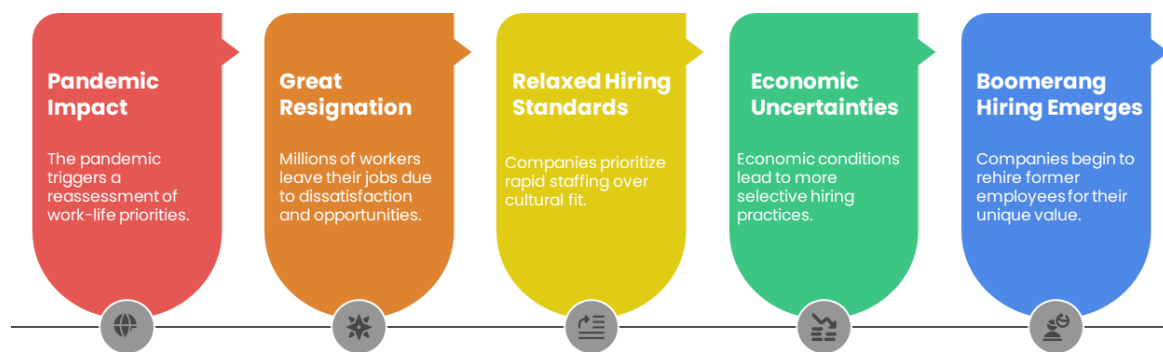 Pandemic
Impact
The pandemic
triggers a
reassessment of
work-life priorities.
Great
Resignation
Millions of workers
leave their jobs due
to dissatisfaction
and opportunities.
Relaxed Hiring
Standards
Companies prioritize
rapid staffing over
cultural fit.
Economic
Uncertainties
Economic conditions
lead to more
selective hiring
practices.
Boomerang
Hiring Emerges
Companies begin to
rehire former
employees for their
unique value.